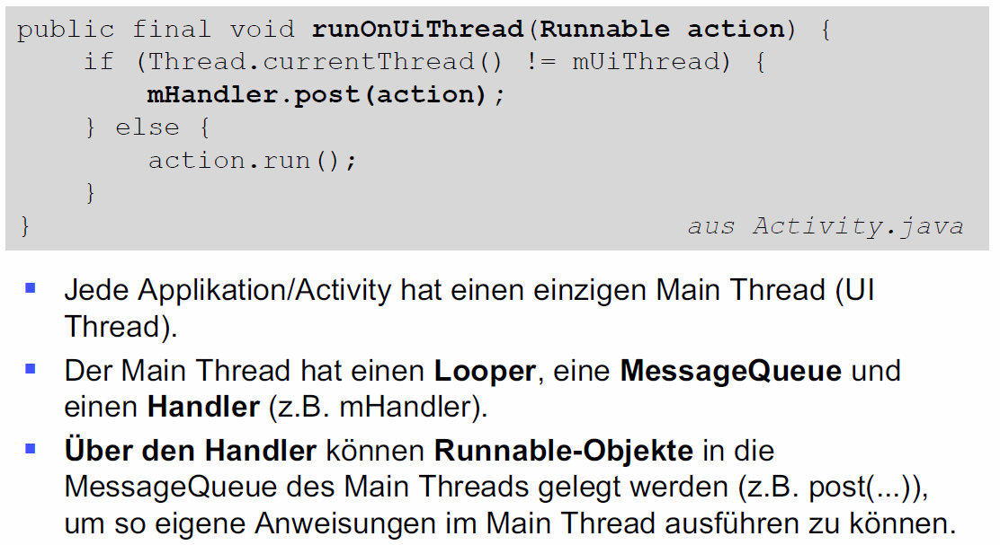 public final void runOnUiThread(Runnable action) {
    if (Thread.currentThread() != mUiThread) {
        mHandler.post(action);
    } else {
        action.run();
    }
} aus Activity.java
▪ Jede Applikation/Activity hat einen einzigen Main Thread (UI
Thread).
▪ Der Main Thread hat einen Looper, eine MessageQueue und
einen Handler (z.B. mHandler).
▪ Über den Handler können Runnable-Objekte in die
MessageQueue des Main Threads gelegt werden (z.B. post(...)),
um so eigene Anweisungen im Main Thread ausführen zu können.